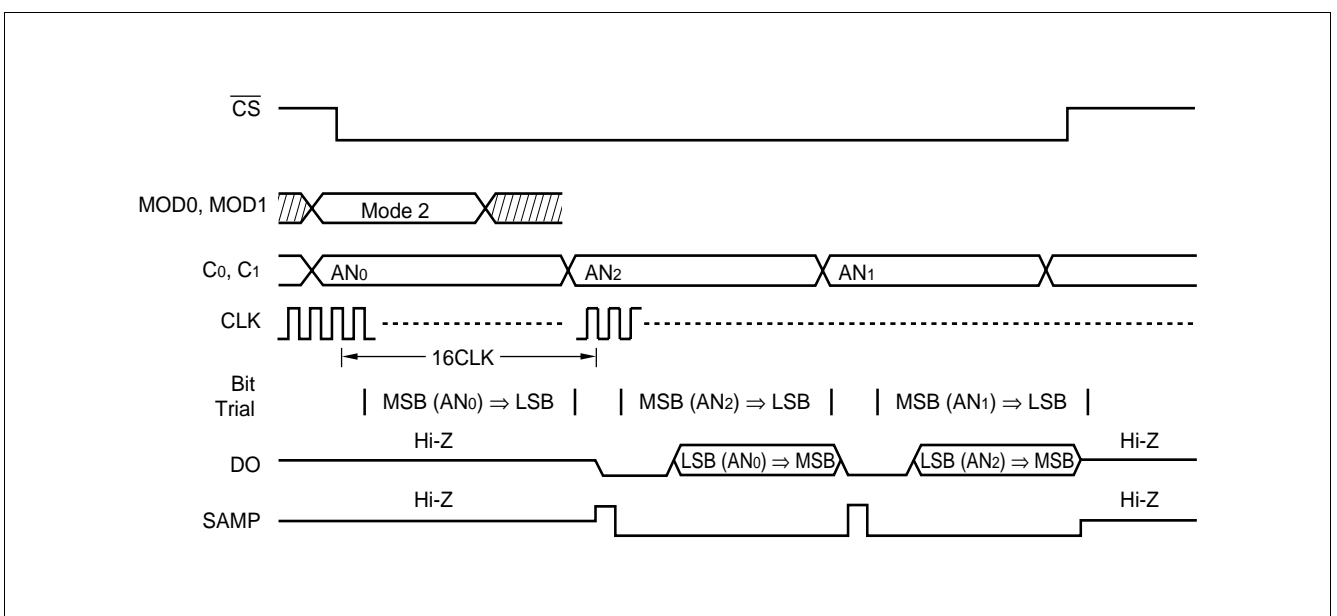 CS
MOD0, MOD1 Mode 2
C0, C1 AN0 AN2 AN1
CLK
16CLK
Bit
Trial
MSB (AN0) ⇒ LSB MSB (AN2) ⇒ LSB MSB (AN1) ⇒ LSB
DO Hi-Z LSB (AN0) ⇒ MSB LSB (AN2) ⇒ MSB Hi-Z
SAMP Hi-Z Hi-Z